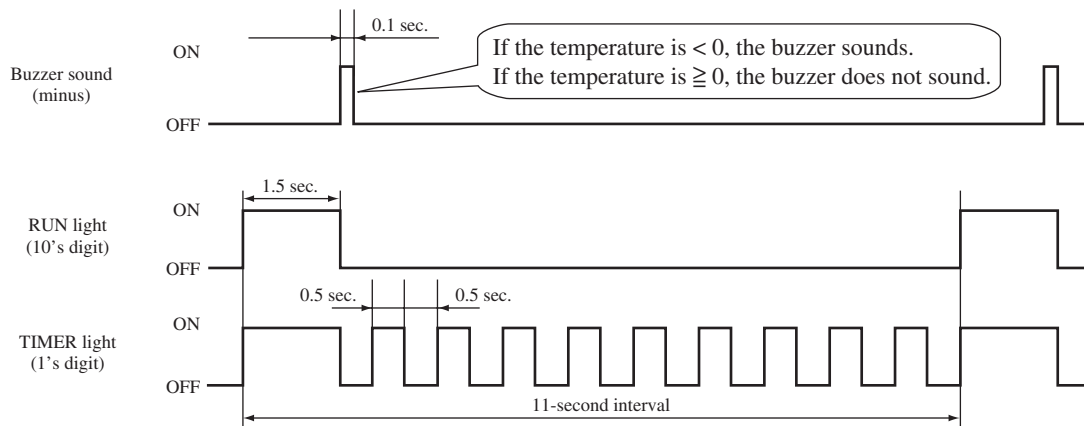 0.1 sec.
ON
Buzzer sound
(minus)
OFF
If the temperature is < 0, the buzzer sounds.
If the temperature is ≧ 0, the buzzer does not sound.
1.5 sec.
ON
RUN light
(10’s digit)
OFF
0.5 sec.
0.5 sec.
ON
TIMER light
(1’s digit)
OFF
11-second interval